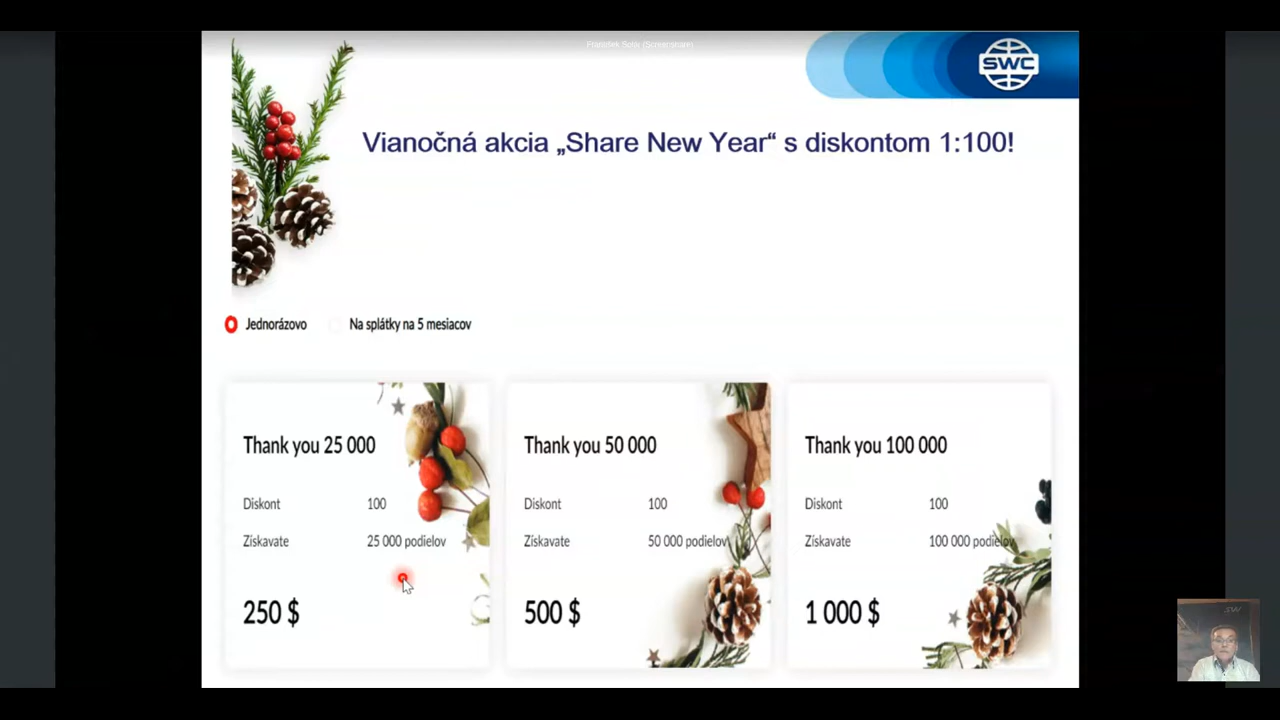 SWC
Vianočná akcia „Share New Year“ s diskontom 1:100!
Jednorázovo
Na splátky na 5 mesiacov
Thank you 25 000
Diskont 100
Získavate 25 000 podielov
250 $
Thank you 50 000
Diskont 100
Získavate 50 000 podielov
500 $
Thank you 100 000
Diskont 100
Získavate 100 000 podielov
1 000 $